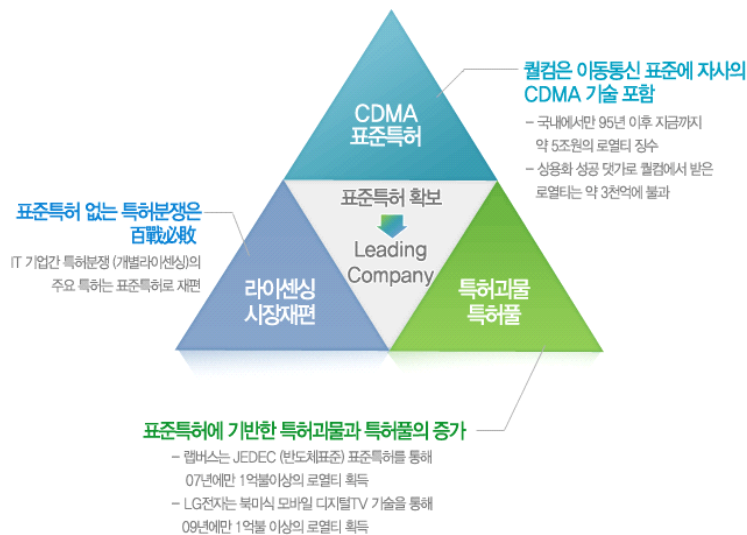 CDMA
표준특허
퀄컴은 이동통신 표준에 자사의
CDMA 기술 포함
- 국내에서만 95년 이후 지금까지
약 5조원의 로열티 징수
- 상용화 성공 댓가로 퀄컴에서 받은
로열티는 약 3천억에 불과
표준특허 확보
Leading
Company
표준특허 없는 특허분쟁은
百戰必敗
IT 기업간 특허분쟁 (개별라이센싱)의
주요 특허는 표준특허로 재편
라이센싱
시장재편
특허괴물
특허풀
표준특허에 기반한 특허괴물과 특허풀의 증가
- 랩버스는 JEDEC (반도체표준) 표준특허를 통해
07년에만 1억불이상의 로열티 획득
- LG전자는 북미식 모바일 디지털TV 기술을 통해
09년에만 1억불 이상의 로열티 획득